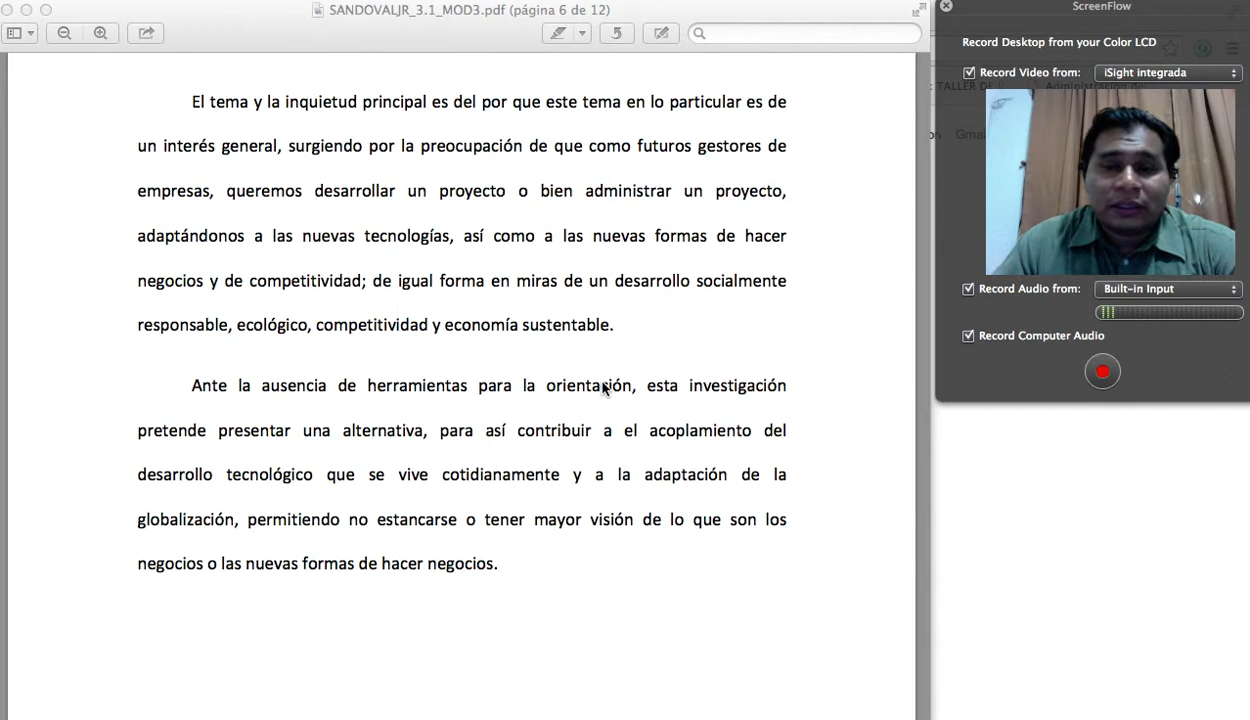 SANDOVALJR_3.1_MOD3.pdf (página 6 de 12)
ScreenFlow
Record Desktop from your Color LCD
Record Video from: iSight integrada
TALLER DE
Administración de
Gmai
El tema y la inquietud principal es del por que este tema en lo particular es de
un interés general, surgiendo por la preocupación de que como futuros gestores de
empresas, queremos desarrollar un proyecto o bien administrar un proyecto,
adaptándonos a las nuevas tecnologías, así como a las nuevas formas de hacer
negocios y de competitividad; de igual forma en miras de un desarrollo socialmente
responsable, ecológico, competitividad y economía sustentable.
Ante la ausencia de herramientas para la orientación, esta investigación
pretende presentar una alternativa, para así contribuir a el acoplamiento del
desarrollo tecnológico que se vive cotidianamente y a la adaptación de la
globalización, permitiendo no estancarse o tener mayor visión de lo que son los
negocios o las nuevas formas de hacer negocios.
Record Audio from: Built-in Input
Record Computer Audio